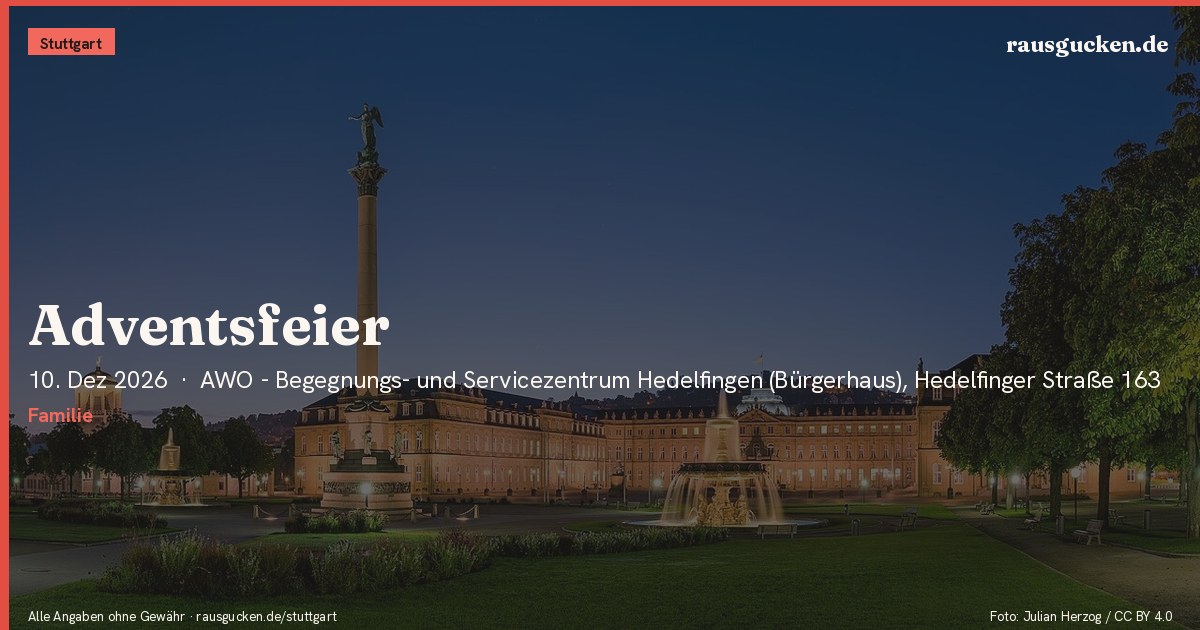 Stuttgart
rausgucken.de
Adventsfeier
10. Dez 2026 · AWO - Begegnungs- und Servicezentrum Hedelfingen (Bürgerhaus), Hedelfinger Straße 163
Familie
Alle Angaben ohne Gewähr · rausgucken.de/stuttgart
Foto: Julian Herzog / CC BY 4.0